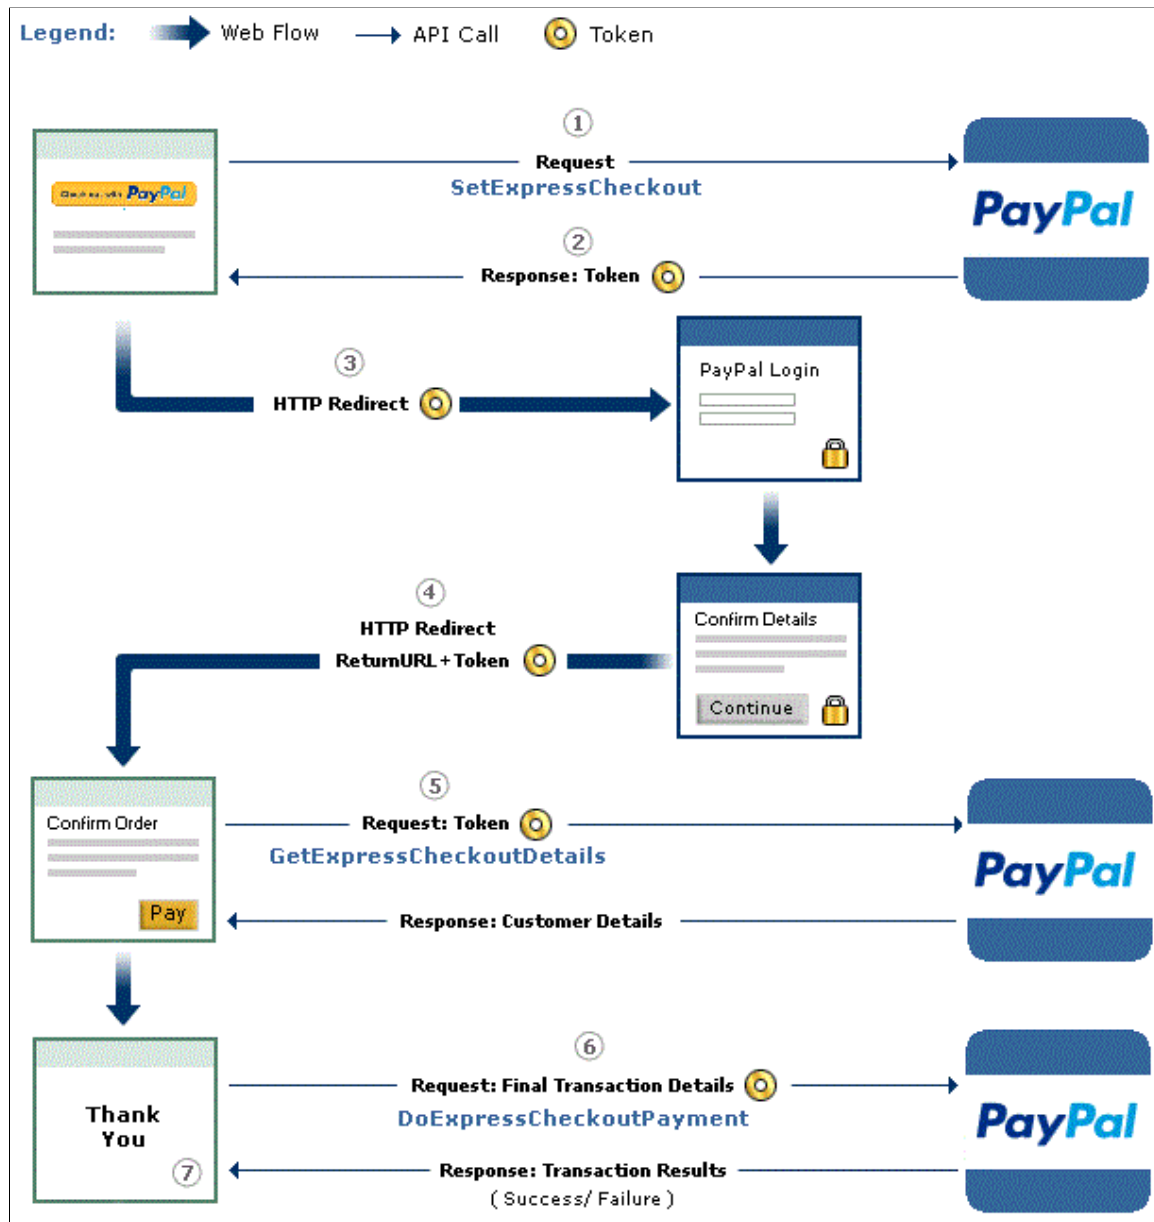 Legend: Web Flow API Call Token
1
Request
SetExpressCheckout
PayPal
PayPal
2
Response: Token
3
HTTP Redirect
PayPal Login
4
HTTP Redirect
ReturnURL + Token
Confirm Details
Continue
5
Request: Token
GetExpressCheckoutDetails
Confirm Order
Pay
PayPal
Response: Customer Details
6
Request: Final Transaction Details
DoExpressCheckoutPayment
Thank
You
7
PayPal
Response: Transaction Results
( Success/ Failure )